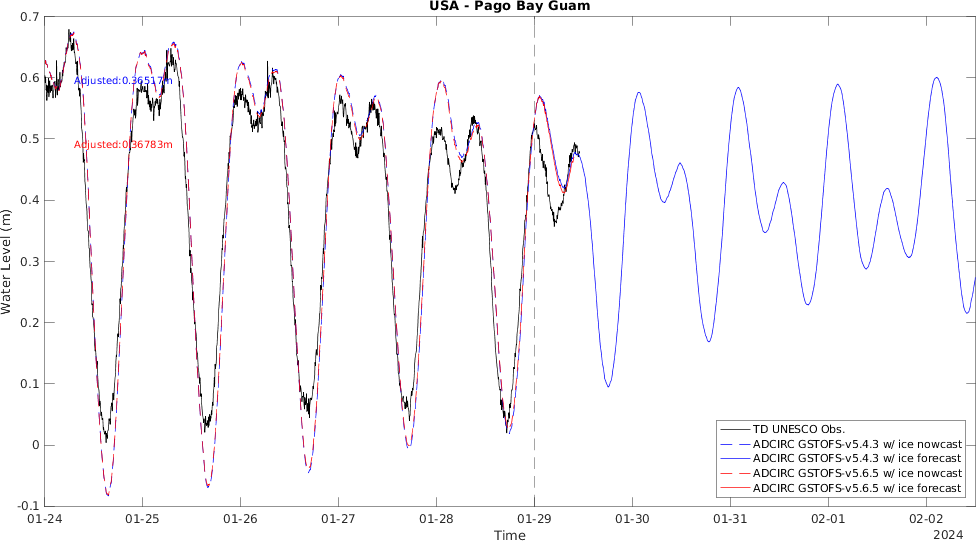 USA - Pago Bay Guam
0.7
0.6
0.5
0.4
0.3
0.2
0.1
0
-0.1
Water Level (m)
Adjusted:0.36517m
Adjusted:0.36783m
TD UNESCO Obs.
ADCIRC GSTOFS-v5.4.3 w/ ice nowcast
ADCIRC GSTOFS-v5.4.3 w/ ice forecast
ADCIRC GSTOFS-v5.6.5 w/ ice nowcast
ADCIRC GSTOFS-v5.6.5 w/ ice forecast
01-24 01-25 01-26 01-27 01-28 01-29 01-30 01-31 02-01 02-02
Time
2024